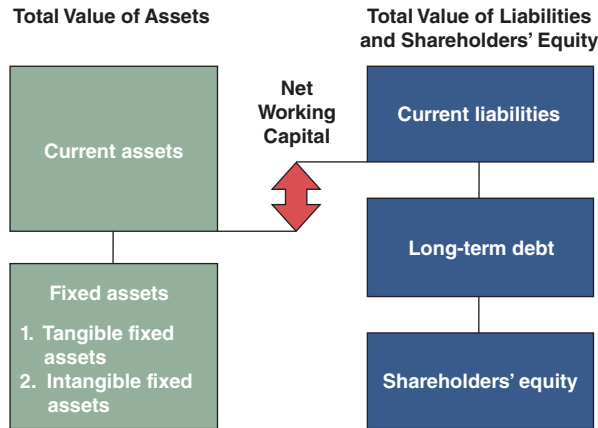 Total Value of Assets
Total Value of Liabilities
and Shareholders' Equity
Net
Working
Capital
Current assets
Current liabilities
Fixed assets
1. Tangible fixed
assets
2. Intangible fixed
assets
Long-term debt
Shareholders' equity